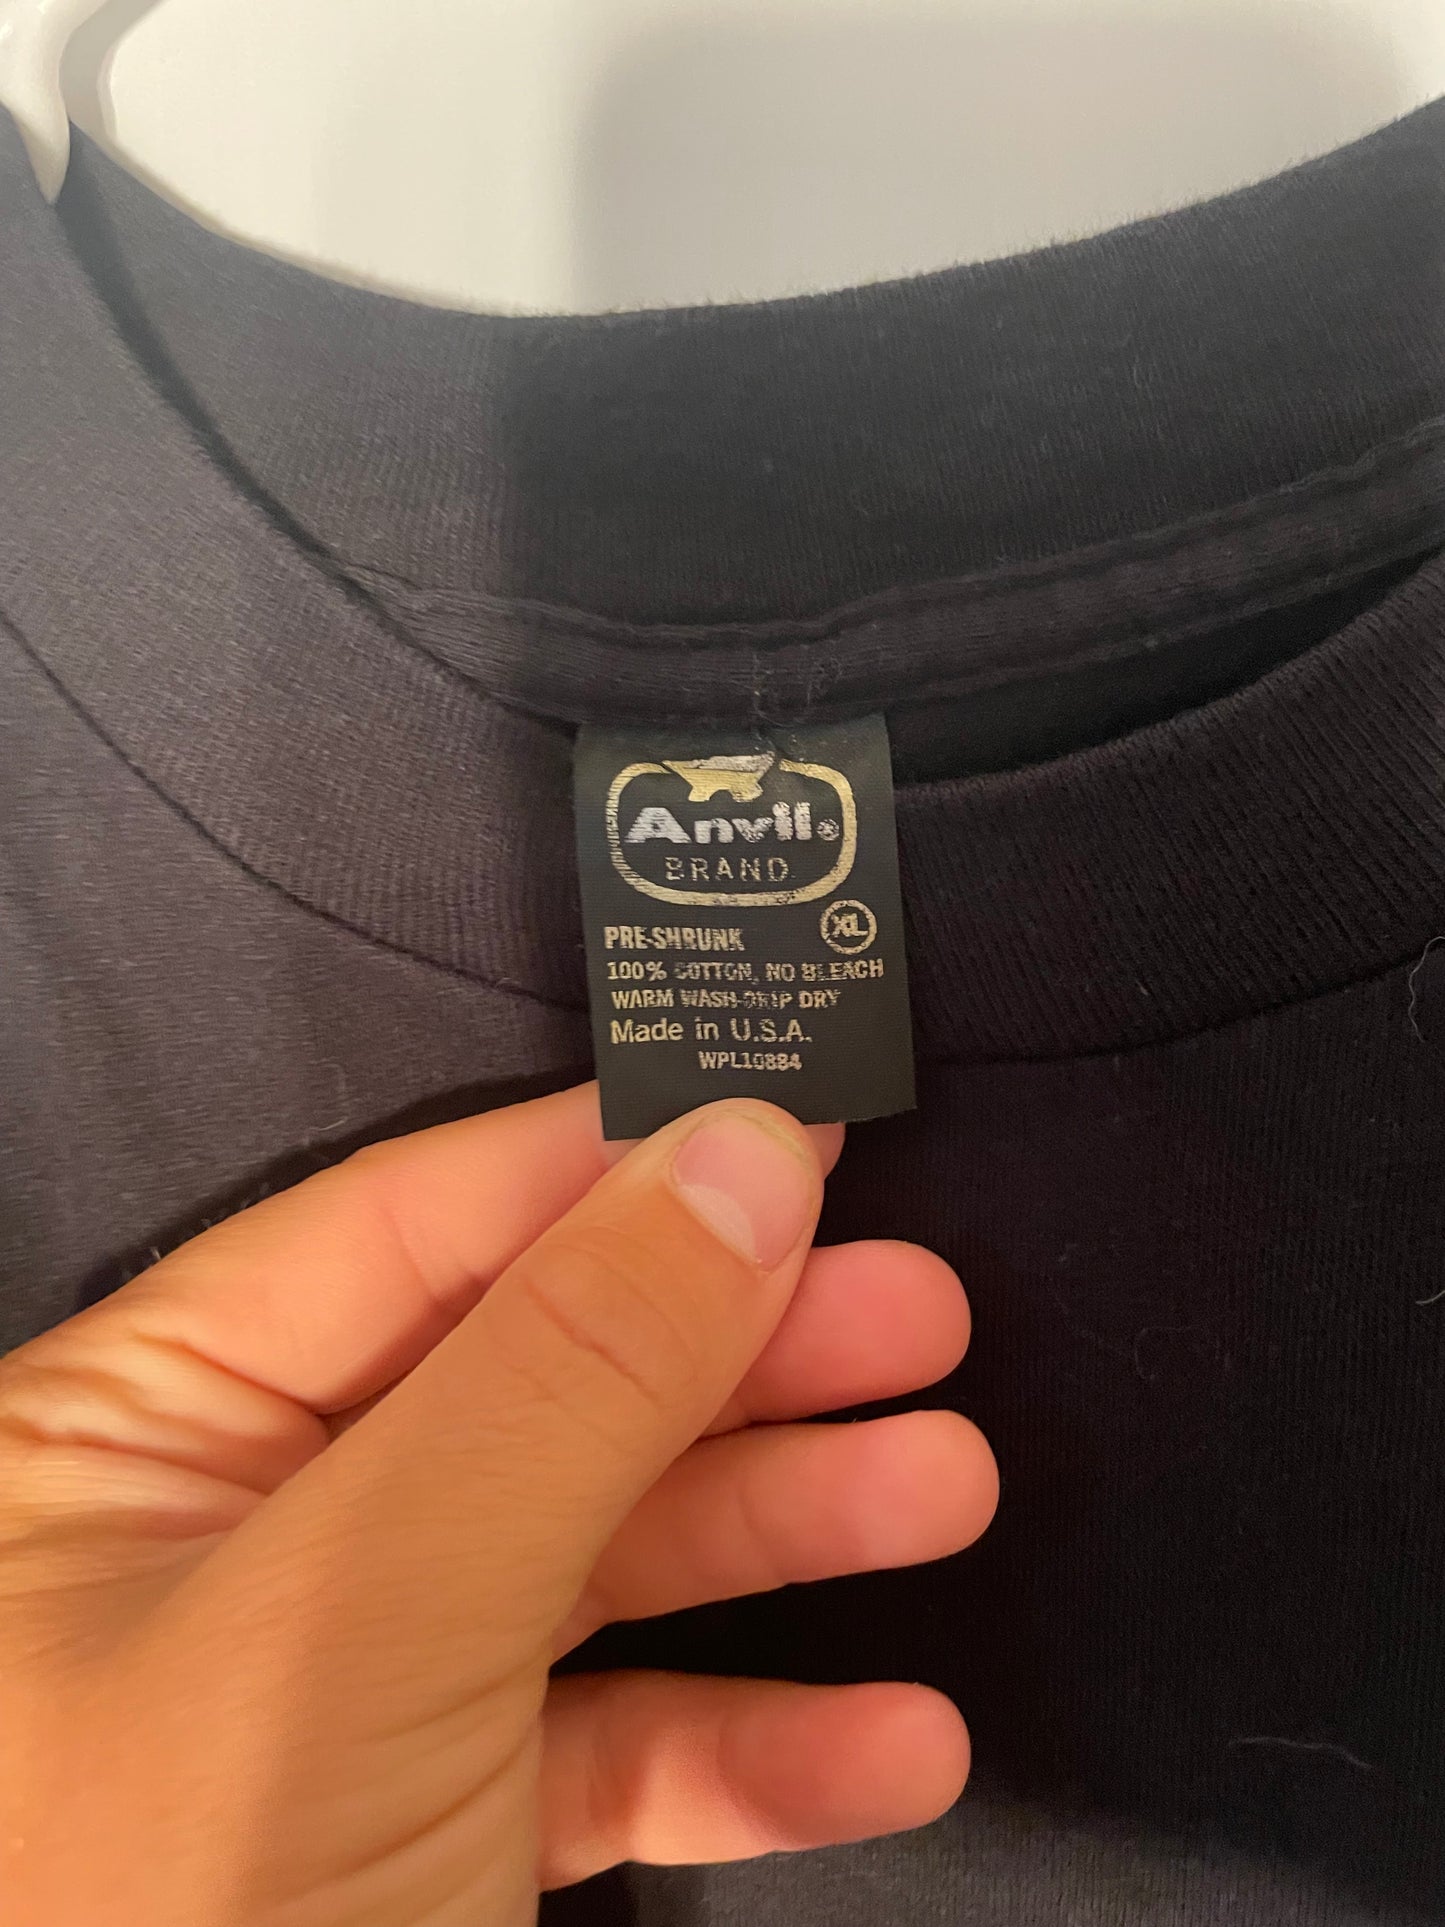 Anvil®
BRAND
PRE-SHRUNK XL
100% COTTON, NO BLEACH
WARM WASH-DRIP DRY
Made in U.S.A.
WPL10884